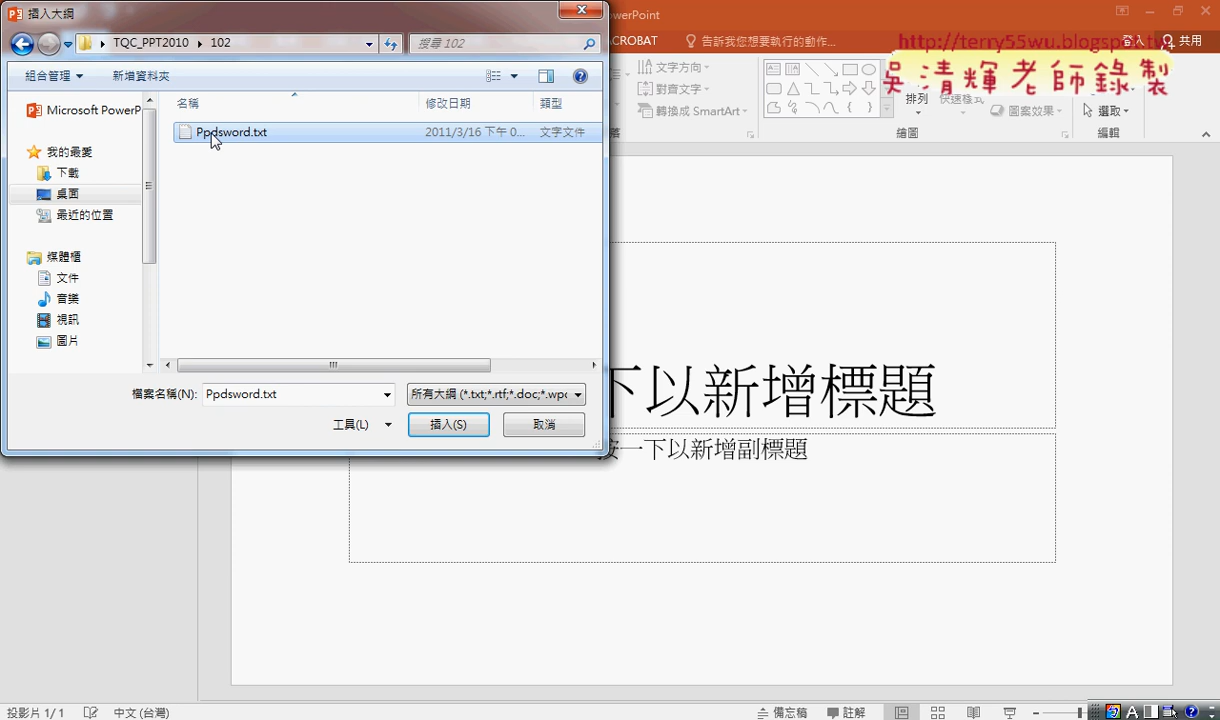 插入大綱
TQC_PPT2010 102
搜尋 102
組合管理
新增資料夾
Microsoft PowerP
我的最愛
下載
桌面
最近的位置
媒體櫃
文件
音樂
視訊
圖片
名稱
修改日期
類型
Ppdsword.txt
2011/3/16 下午 0...
文字文件
檔案名稱(N):
Ppdsword.txt
所有大綱 (*.txt;*.rtf;*.doc;*.wpc
工具(L)
插入(S)
取消
owerPoint
CROBAT
告訴我您想要執行的動作...
登入
共用
http://terry55wu.blogspot.tw
吳清輝老師錄製
文字方向
對齊文字
轉換成 SmartArt
落
排列
快速樣式
圖案效果
繪圖
選取
編輯
下以新增標題
按一下以新增副標題
投影片 1/1
中文 (台灣)
備忘稿
註解
A